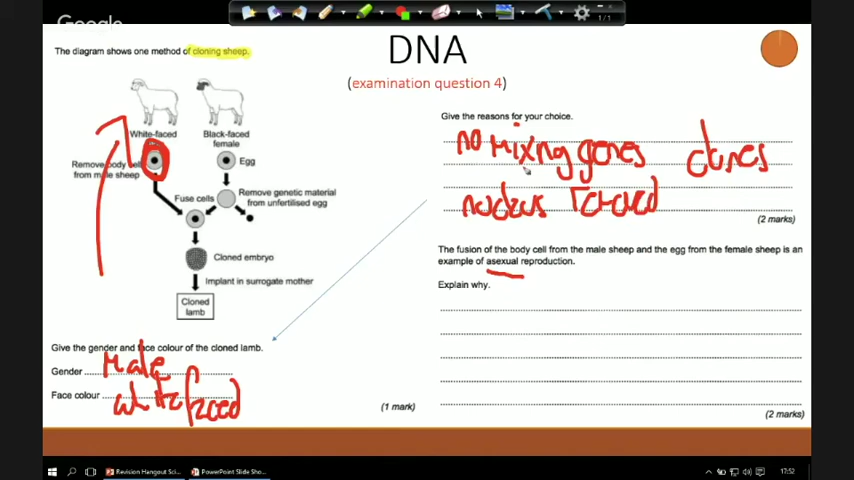 Google
1/1
DNA
(examination question 4)
The diagram shows one method of cloning sheep.
White-faced
Black-faced
female
Remove body cell
from male sheep
Egg
Fuse cells
Remove genetic material
from unfertilised egg
Cloned embryo
Implant in surrogate mother
Cloned
lamb
Give the gender and face colour of the cloned lamb.
Gender
Male
Face colour
white faced
(1 mark)
Give the reasons for your choice.
no mixing genes clones
nucleus
(2 marks)
The fusion of the body cell from the male sheep and the egg from the female sheep is an
example of asexual reproduction.
Explain why.
(2 marks)
Revision Hangout Sci...
PowerPoint Slide Sho...
17:52